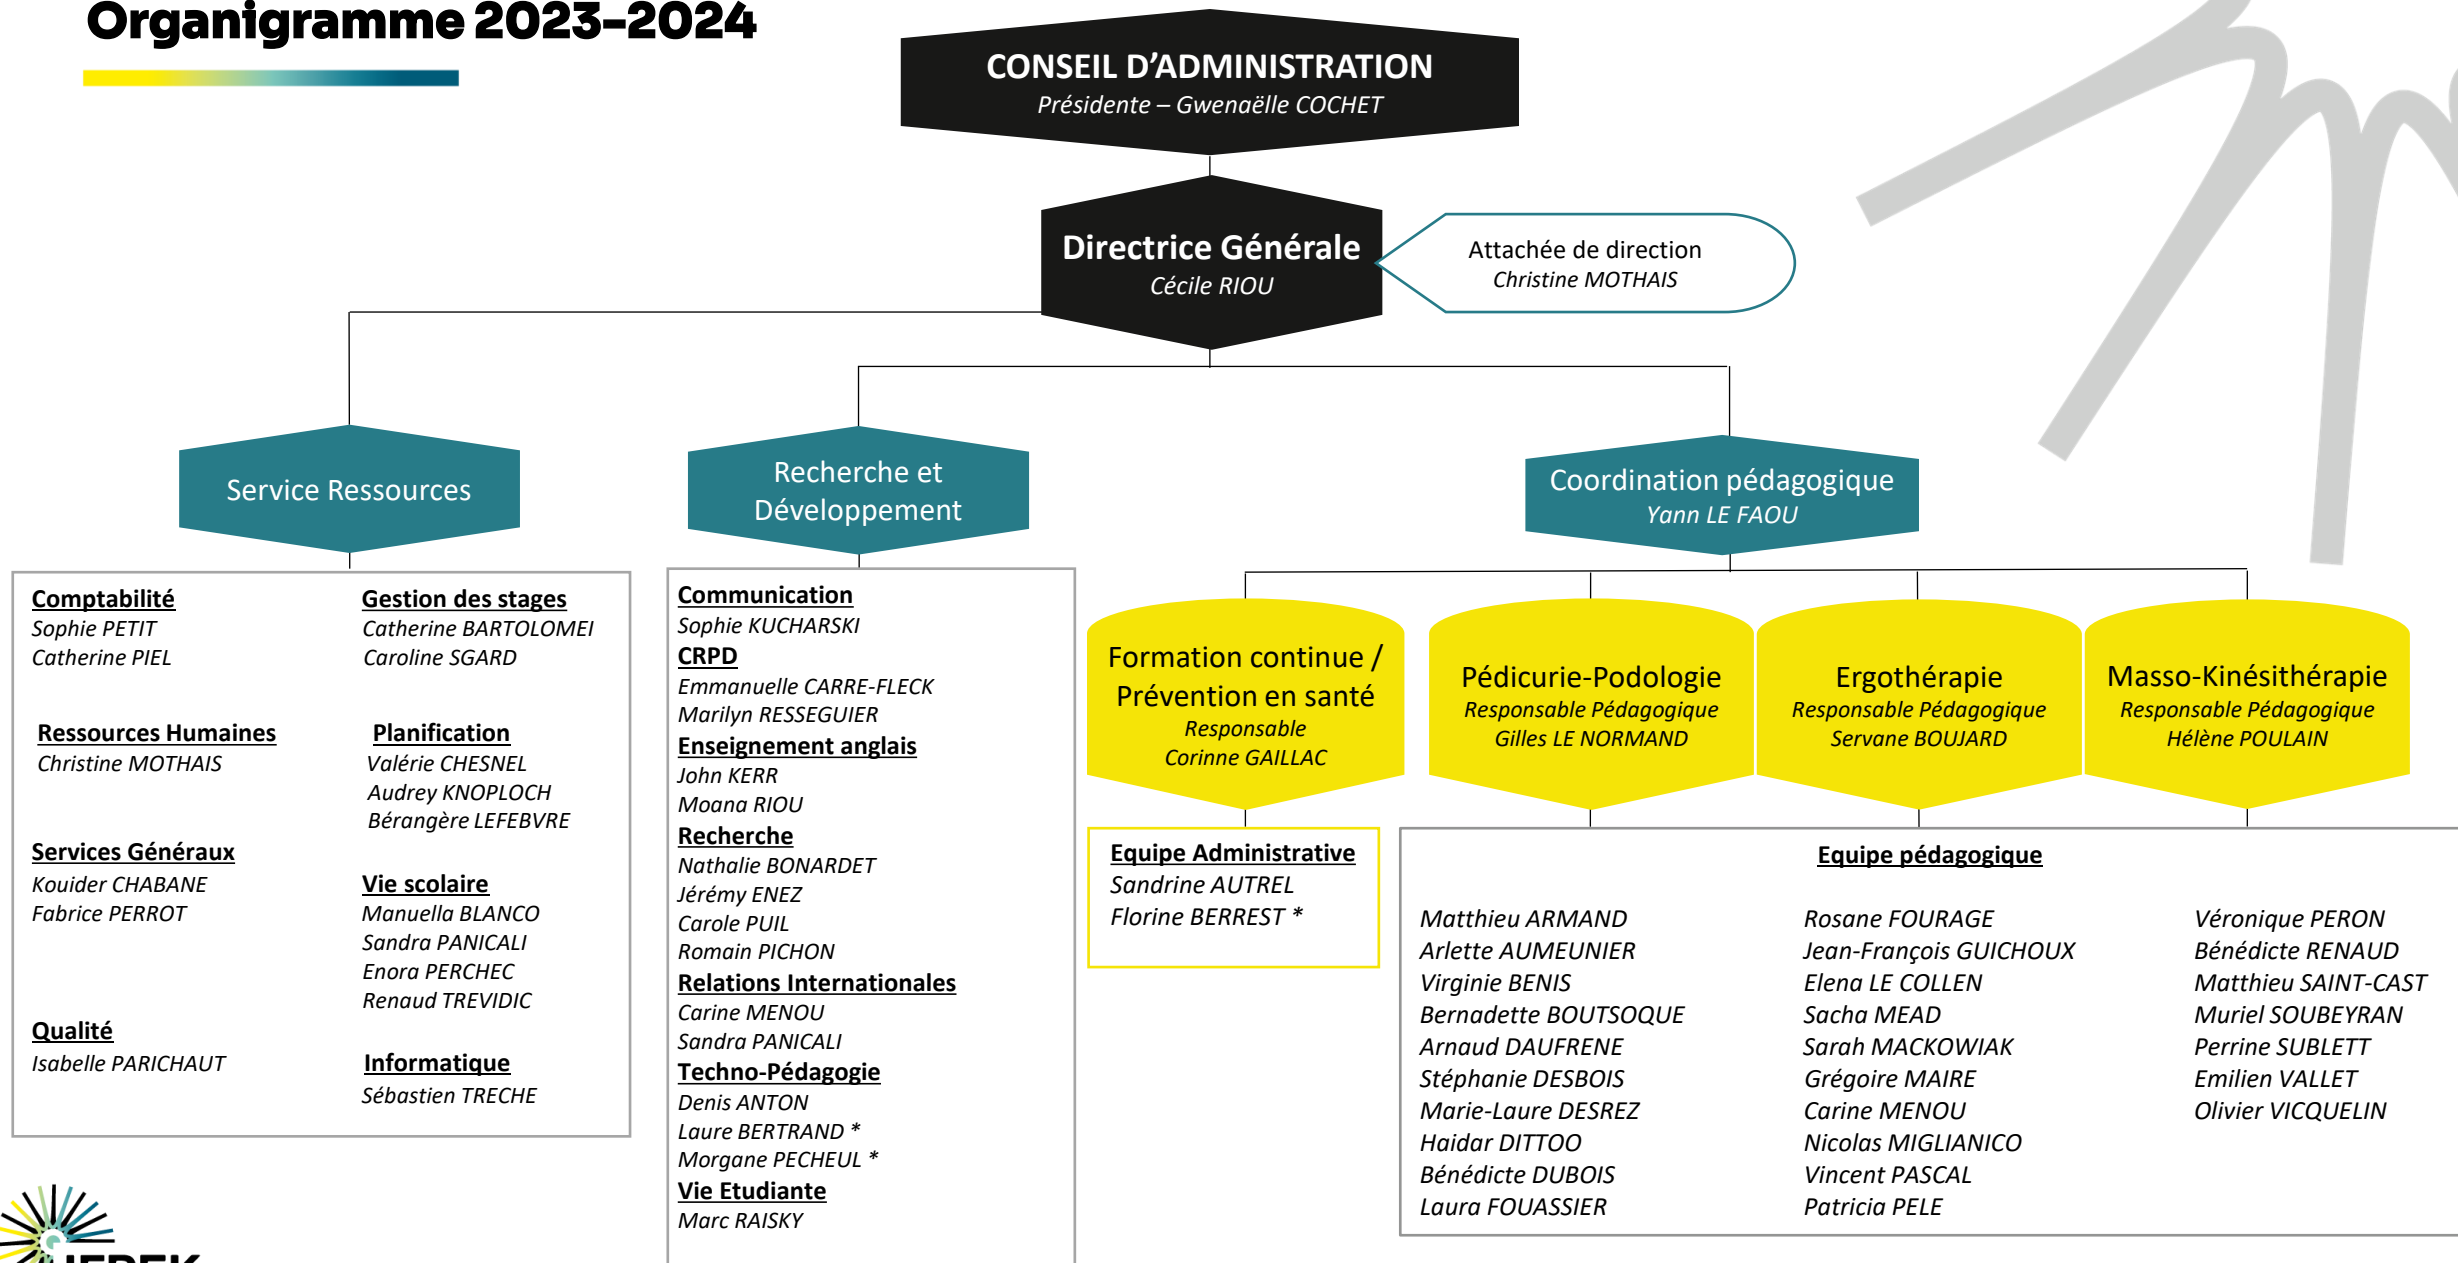 Organigramme 2023-2024
CONSEIL D'ADMINISTRATION
Présidente – Gwenaëlle COCHET
Directrice Générale
Cécile RIOU
Attachée de direction
Christine MOTHAIS
Service Ressources
Recherche et
Développement
Coordination pédagogique
Yann LE FAOU
Comptabilité
Sophie PETIT
Catherine PIEL
Ressources Humaines
Christine MOTHAIS
Services Généraux
Kouider CHABANE
Fabrice PERROT
Qualité
Isabelle PARICHAUT
Gestion des stages
Catherine BARTOLOMEI
Caroline SGARD
Planification
Valérie CHESNEL
Audrey KNOPLOCH
Bérangère LEFEBVRE
Vie scolaire
Manuella BLANCO
Sandra PANICALI
Enora PERCHEC
Renaud TREVIDIC
Informatique
Sébastien TRECHE
Communication
Sophie KUCHARSKI
CRPD
Emmanuelle CARRE-FLECK
Marilyn RESSEGUIER
Enseignement anglais
John KERR
Moana RIOU
Recherche
Nathalie BONARDET
Jérémy ENEZ
Carole PUIL
Romain PICHON
Relations Internationales
Carine MENOU
Sandra PANICALI
Techno-Pédagogie
Denis ANTON
Laure BERTRAND *
Morgane PECHEUL *
Vie Etudiante
Marc RAISKY
Formation continue /
Prévention en santé
Responsable
Corinne GAILLAC
Pédicurie-Podologie
Responsable Pédagogique
Gilles LE NORMAND
Ergothérapie
Responsable Pédagogique
Servane BOUJARD
Masso-Kinésithérapie
Responsable Pédagogique
Hélène POULAIN
Equipe Administrative
Sandrine AUTREL
Florine BERREST *
Equipe pédagogique
Matthieu ARMAND
Arlette AUMEUNIER
Virginie BENIS
Bernadette BOUTSOQUE
Arnaud DAUFRENE
Stéphanie DESBOIS
Marie-Laure DESREZ
Haidar DITTOO
Bénédicte DUBOIS
Laura FOUASSIER
Rosane FOURAGE
Jean-François GUICHOUX
Elena LE COLLEN
Sacha MEAD
Sarah MACKOWIAK
Grégoire MAIRE
Carine MENOU
Nicolas MIGLIANICO
Vincent PASCAL
Patricia PELE
Véronique PERON
Bénédicte RENAUD
Matthieu SAINT-CAST
Muriel SOUBEYRAN
Perrine SUBLETT
Emilien VALLET
Olivier VICQUELIN